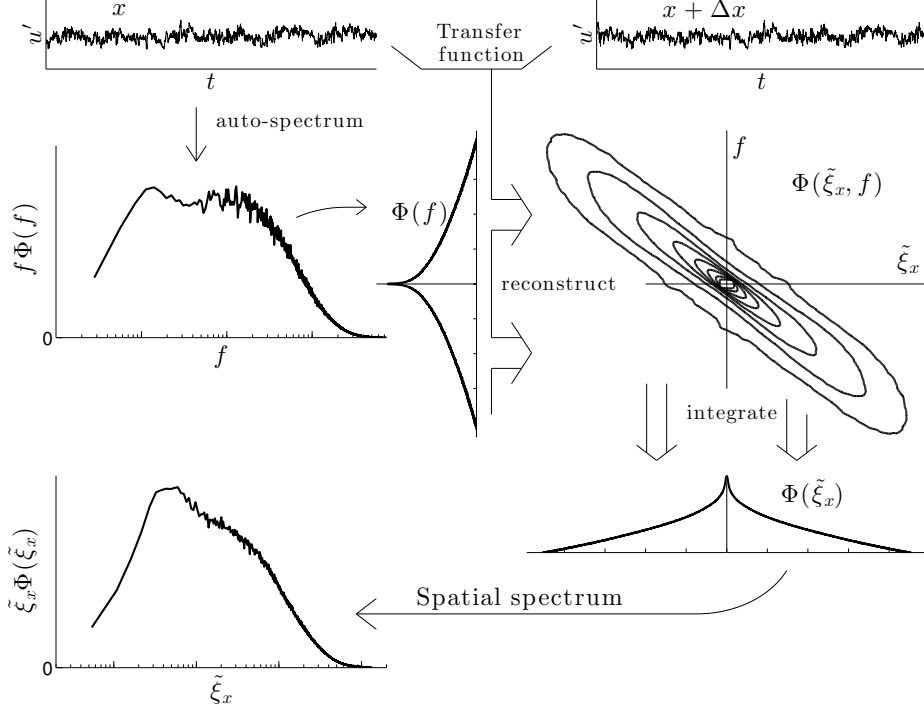 x
u′
t
Transfer
function
x + Δx
u′
t
auto-spectrum
fΦ(f)
0
f
Φ(f)
reconstruct
f
Φ(ξ̃ₓ, f)
ξ̃ₓ
integrate
Φ(ξ̃ₓ)
Spatial spectrum
ξ̃ₓΦ(ξ̃ₓ)
0
ξ̃ₓ